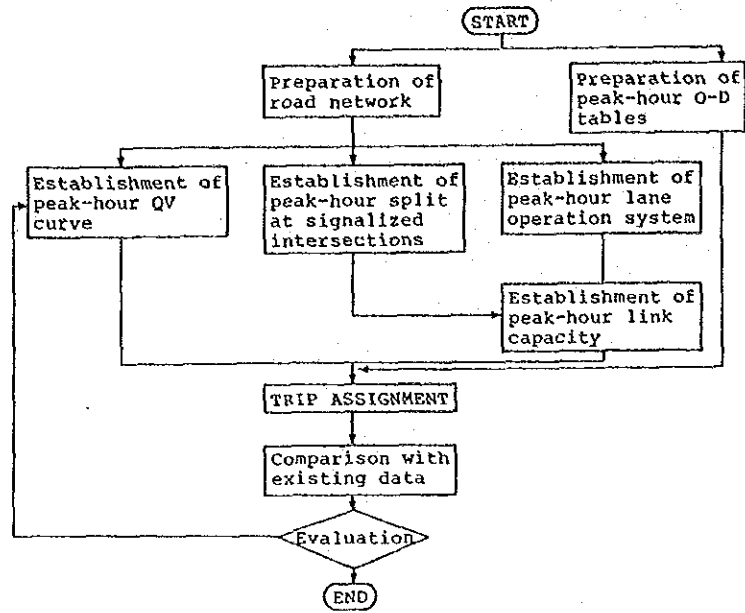 START
Preparation of
road network
Preparation of
peak-hour O-D
tables
Establishment of
peak-hour QV
curve
Establishment of
peak-hour split
at signalized
intersections
Establishment of
peak-hour lane
operation system
Establishment of
peak-hour link
capacity
TRIP ASSIGNMENT
Comparison with
existing data
Evaluation
END